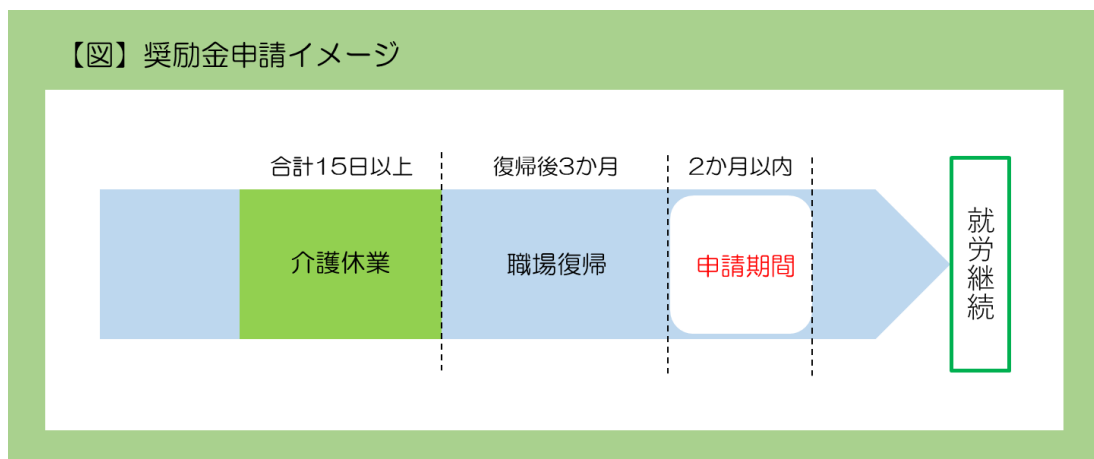 【図】奨励金申請イメージ
合計15日以上
復帰後3か月
2か月以内
介護休業
職場復帰
申請期間
就労継続